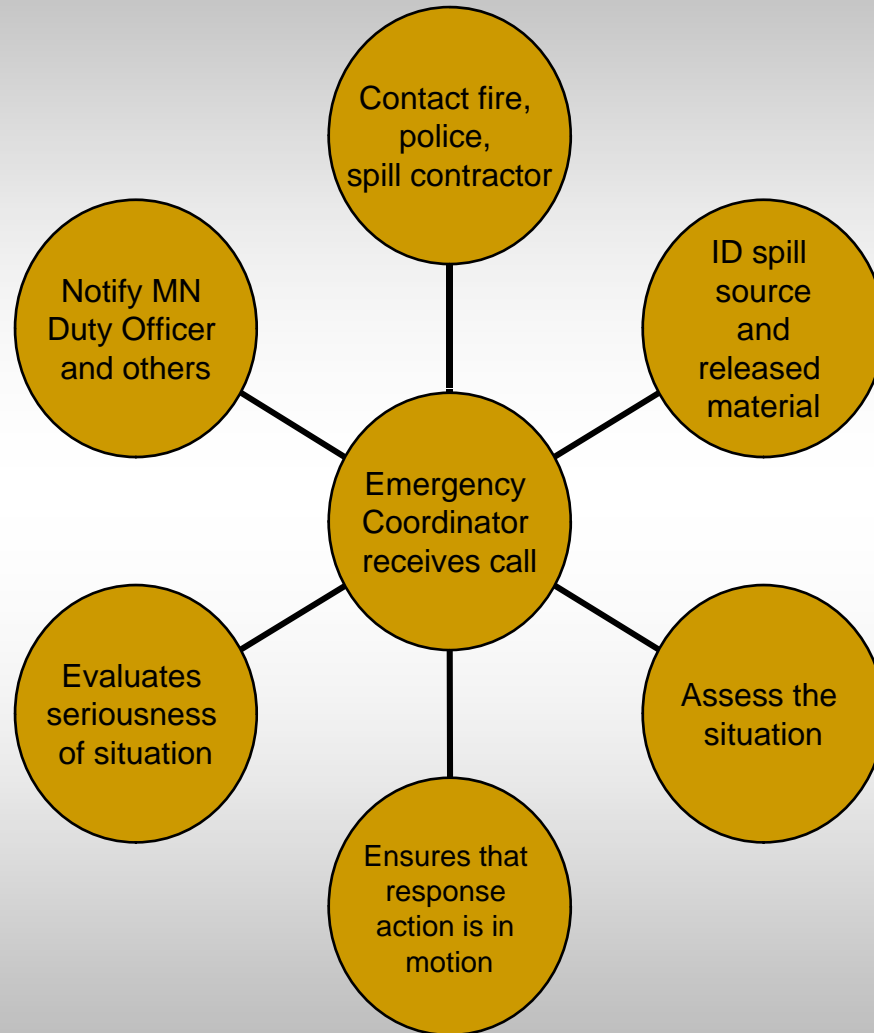 Contact fire,
police,
spill contractor
Notify MN
Duty Officer
and others
ID spill
source
and
released
material
Emergency
Coordinator
receives call
Evaluates
seriousness
of situation
Assess the
situation
Ensures that
response
action is in
motion